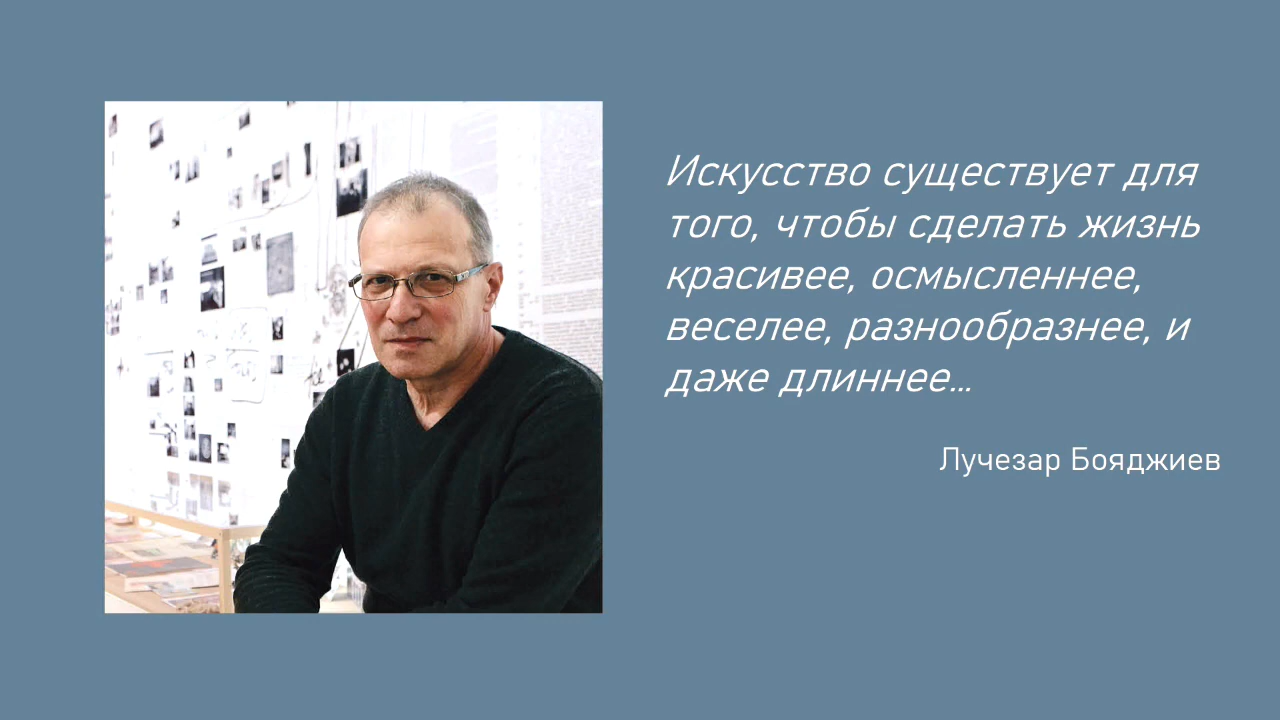 Искусство существует для
того, чтобы сделать жизнь
красивее, осмысленнее,
веселее, разнообразнее, и
даже длиннее...
Лучезар Бояджиев